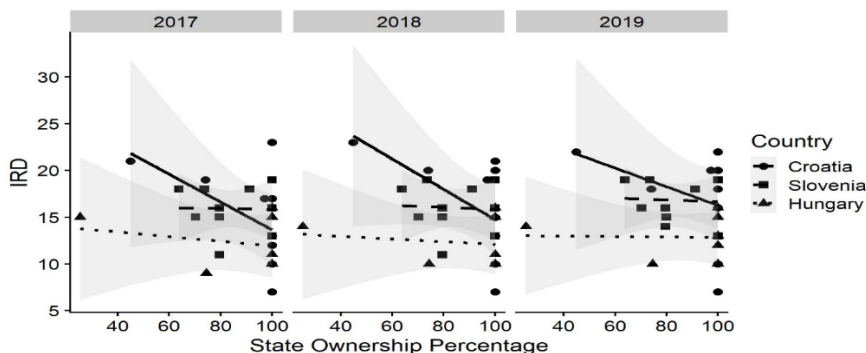 2017 2018 2019
30
25
20
15
10
5
IRD
40 60 80 100 40 60 80 100 40 60 80 100
State Ownership Percentage
Country
Croatia
Slovenia
Hungary